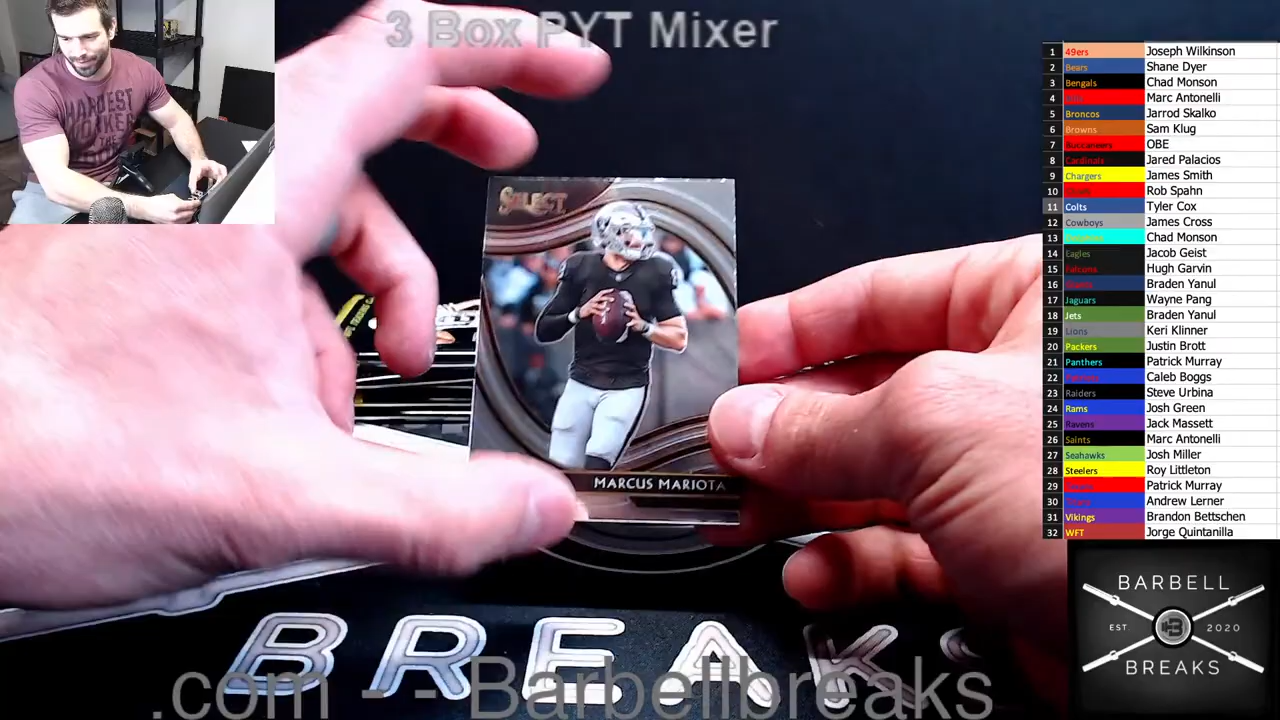 3 Box PYT Mixer
HARDEST
WORKER
SELECT
MARCUS MARIOTA
BREAKS
.com - - Barbellbreaks
1 49ers Joseph Wilkinson
2 Bears Shane Dyer
3 Bengals Chad Monson
4 Marc Antonelli
5 Broncos Jarrod Skalko
6 Browns Sam Klug
7 Buccaneers OBE
8 Cardinals Jared Palacios
9 Chargers James Smith
10 Chiefs Rob Spahn
11 Colts Tyler Cox
12 Cowboys James Cross
13 Chad Monson
14 Eagles Jacob Geist
15 Falcons Hugh Garvin
16 Giants Braden Yanul
17 Jaguars Wayne Pang
18 Jets Braden Yanul
19 Lions Keri Klinner
20 Packers Justin Brott
21 Panthers Patrick Murray
22 Patriots Caleb Boggs
23 Raiders Steve Urbina
24 Rams Josh Green
25 Ravens Jack Massett
26 Saints Marc Antonelli
27 Seahawks Josh Miller
28 Steelers Roy Littleton
29 Patrick Murray
30 Andrew Lerner
31 Vikings Brandon Bettschen
32 WFT Jorge Quintanilla
BARBELL
EST. B 2020
BREAKS